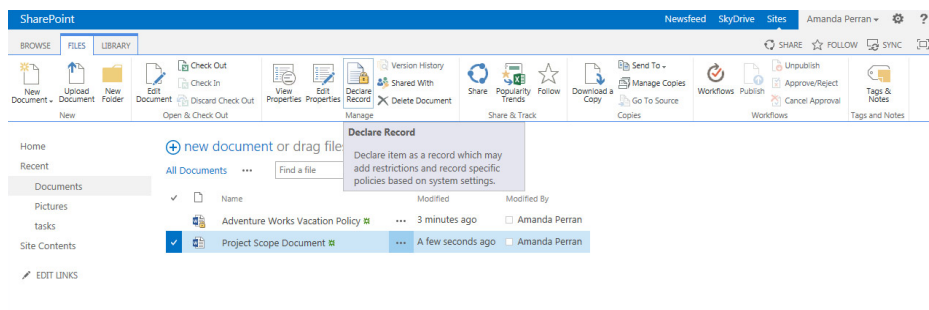 SharePoint
Newsfeed SkyDrive Sites Amanda Perran ?
BROWSE FILES LIBRARY SHARE FOLLOW SYNC
New Document
Upload Document
New Folder
New
Edit Document
Check Out
Check In
Discard Check Out
Open & Check Out
View Properties
Edit Properties
Declare Record
Version History
Shared With
Delete Document
Manage
Share
Popularity Trends
Follow
Share & Track
Download a Copy
Send To
Manage Copies
Go To Source
Copies
Workflows
Publish
Unpublish
Approve/Reject
Cancel Approval
Workflows
Tags & Notes
Tags and Notes
Declare Record
Declare item as a record which may
add restrictions and record specific
policies based on system settings.
Home
Recent
Documents
Pictures
tasks
Site Contents
EDIT LINKS
new document or drag file
All Documents ••• Find a file
Name Modified Modified By
Adventure Works Vacation Policy ••• 3 minutes ago Amanda Perran
Project Scope Document ••• A few seconds ago Amanda Perran